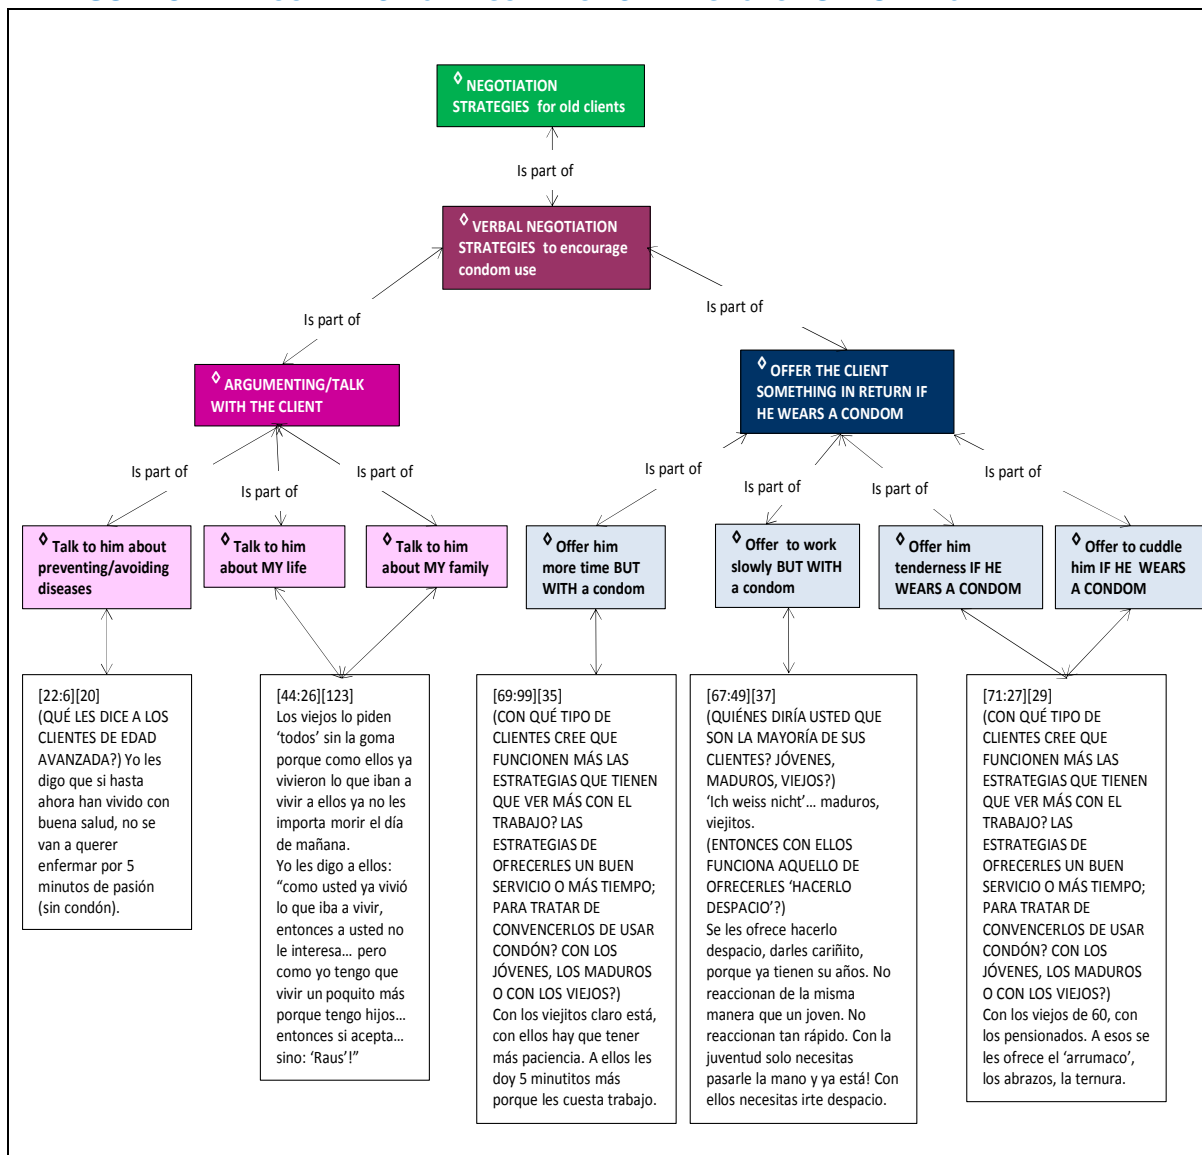 ◊ NEGOTIATION
STRATEGIES for old clients
Is part of
◊ VERBAL NEGOTIATION
STRATEGIES to encourage
condom use
Is part of
Is part of
◊ ARGUMENTING/TALK
WITH THE CLIENT
◊ OFFER THE CLIENT
SOMETHING IN RETURN IF
HE WEARS A CONDOM
Is part of
Is part of
Is part of
Is part of
Is part of
Is part of
Is part of
◊ Talk to him about
preventing/avoiding
diseases
◊ Talk to him
about MY life
◊ Talk to him
about MY family
◊ Offer him
more time BUT
WITH a condom
◊ Offer to work
slowly BUT WITH
a condom
◊ Offer him
tenderness IF HE
WEARS A CONDOM
◊ Offer to cuddle
him IF HE WEARS
A CONDOM
[22:6][20]
(QUÉ LES DICE A LOS
CLIENTES DE EDAD
AVANZADA?) Yo les
digo que si hasta
ahora han vivido con
buena salud, no se
van a querer
enfermar por 5
minutos de pasión
(sin condón).
[44:26][123]
Los viejos lo piden
‘todos’ sin la goma
porque como ellos ya
vivieron lo que iban a
vivir a ellos ya no les
importa morir el día
de mañana.
Yo les digo a ellos:
“como usted ya vivió
lo que iba a vivir,
entonces a usted no
le interesa… pero
como yo tengo que
vivir un poquito más
porque tengo hijos…
entonces si acepta…
sino: ‘Raus’!”
[69:99][35]
(CON QUÉ TIPO DE
CLIENTES CREE QUE
FUNCIONEN MÁS LAS
ESTRATEGIAS QUE TIENEN
QUE VER MÁS CON EL
TRABAJO? LAS
ESTRATEGIAS DE
OFRECERLES UN BUEN
SERVICIO O MÁS TIEMPO;
PARA TRATAR DE
CONVENCERLOS DE USAR
CONDÓN? CON LOS
JÓVENES, LOS MADUROS
O CON LOS VIEJOS?)
Con los viejitos claro está,
con ellos hay que tener
más paciencia. A ellos les
doy 5 minutitos más
porque les cuesta trabajo.
[67:49][37]
(QUIÉNES DIRÍA USTED QUE
SON LA MAYORÍA DE SUS
CLIENTES? JÓVENES,
MADUROS, VIEJOS?)
‘Ich weiss nicht’… maduros,
viejitos.
(ENTONCES CON ELLOS
FUNCIONA AQUELLO DE
OFRECERLES ‘HACERLO
DESPACIO’?)
Se les ofrece hacerlo
despacio, darles cariñito,
porque ya tienen su años. No
reaccionan de la misma
manera que un joven. No
reaccionan tan rápido. Con la
juventud solo necesitas
pasarle la mano y ya está! Con
ellos necesitas irte despacio.
[71:27][29]
(CON QUÉ TIPO DE
CLIENTES CREE QUE
FUNCIONEN MÁS LAS
ESTRATEGIAS QUE TIENEN
QUE VER MÁS CON EL
TRABAJO? LAS
ESTRATEGIAS DE
OFRECERLES UN BUEN
SERVICIO O MÁS TIEMPO;
PARA TRATAR DE
CONVENCERLOS DE USAR
CONDÓN? CON LOS
JÓVENES, LOS MADUROS
O CON LOS VIEJOS?)
Con los viejos de 60, con
los pensionados. A esos se
les ofrece el ‘arrumaco’,
los abrazos, la ternura.